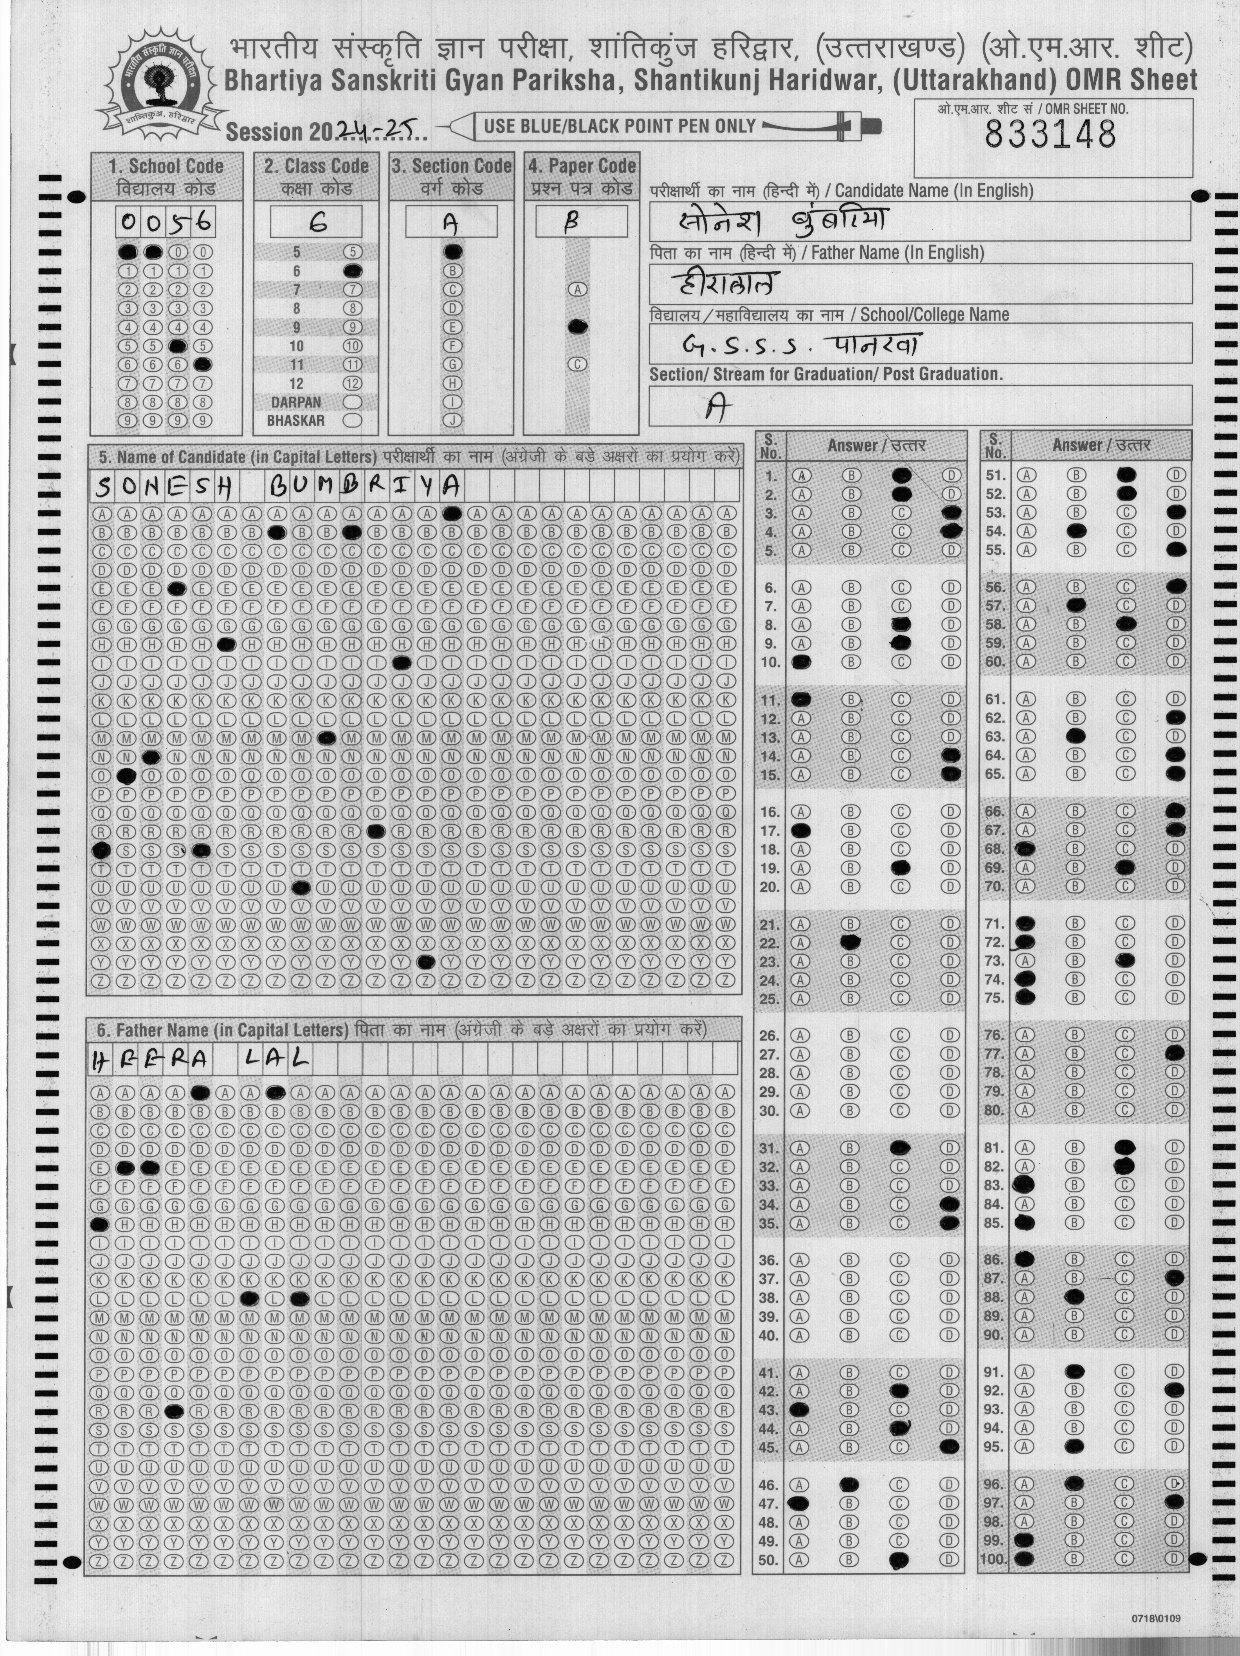 भारतीय संस्कृति ज्ञान परीक्षा, शांतिकुंज हरिद्वार, (उत्तराखण्ड) (ओ.एम.आर. शीट)
Bhartiya Sanskriti Gyan Pariksha, Shantikunj Haridwar, (Uttarakhand) OMR Sheet
Session 2024-25
USE BLUE/BLACK POINT PEN ONLY
ओ.एम.आर. शीट सं / OMR SHEET NO.
833148
1. School Code
विद्यालय कोड
0056
2. Class Code
कक्षा कोड
6
5
6
7
8
9
10
11
12
DARPAN
BHASKAR
3. Section Code
वर्ग कोड
A
4. Paper Code
प्रश्न पत्र कोड
B
परीक्षार्थी का नाम (हिन्दी में) / Candidate Name (In English)
सोनेश बुंबरिया
पिता का नाम (हिन्दी में) / Father Name (In English)
हीरालाल
विद्यालय/महाविद्यालय का नाम / School/College Name
G.S.S.S. पानरवा
Section/ Stream for Graduation/ Post Graduation.
A
5. Name of Candidate (in Capital Letters) परीक्षार्थी का नाम (अंग्रेजी के बड़े अक्षरों का प्रयोग करें)
SONESH BUMBRIYA
6. Father Name (in Capital Letters) पिता का नाम (अंग्रेजी के बड़े अक्षरों का प्रयोग करें)
HEERA LAL
S. No. Answer / उत्तर
S. No. Answer / उत्तर
0718\0109